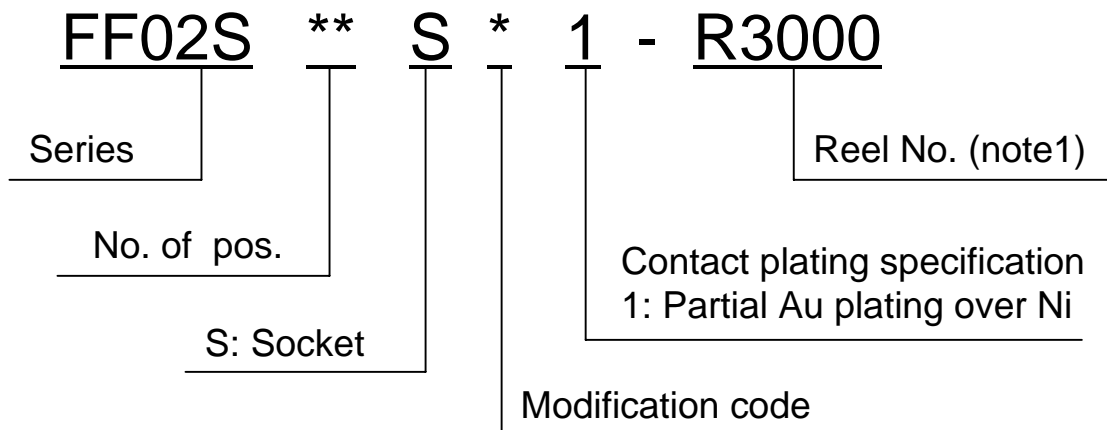 FF02S ** S * 1 - R3000
Series
Reel No. (note1)
No. of pos.
Contact plating specification
1: Partial Au plating over Ni
S: Socket
Modification code